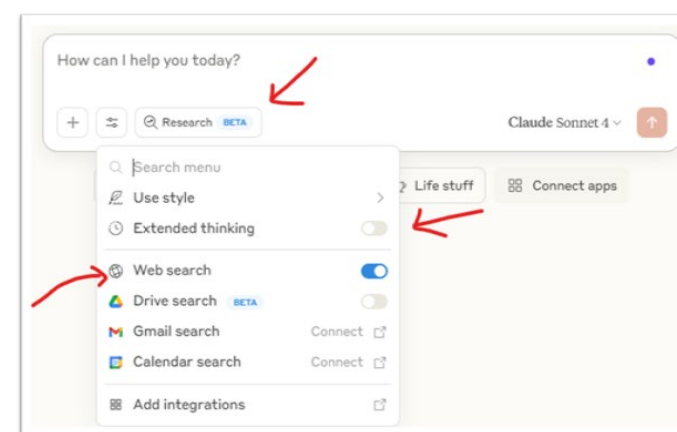 How can I help you today?
Research BETA
Claude Sonnet 4
Search menu
Life stuff
Connect apps
Use style
Extended thinking
Web search
Drive search BETA
Gmail search Connect
Calendar search Connect
Add integrations